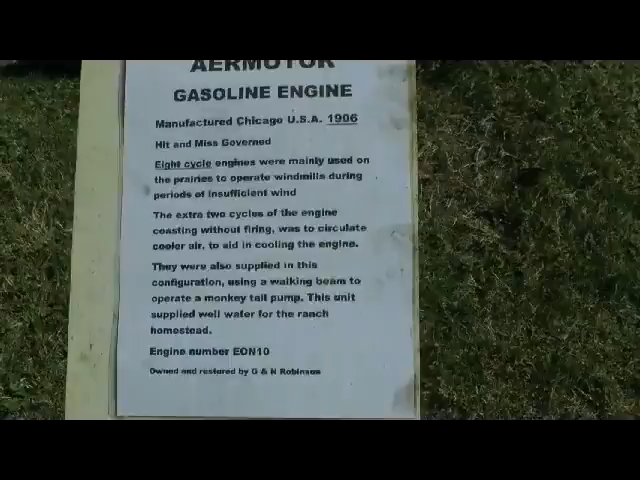 AERMOTOR
GASOLINE ENGINE
Manufactured Chicago U.S.A. 1906
Hit and Miss Governed
Eight cycle engines were mainly used on
the prairies to operate windmills during
periods of insufficient wind
The extra two cycles of the engine
coasting without firing, was to circulate
cooler air, to aid in cooling the engine.
They were also supplied in this
configuration, using a walking beam to
operate a monkey tail pump. This unit
supplied well water for the ranch
homestead.
Engine number EON10
Owned and restored by G & N Robinson